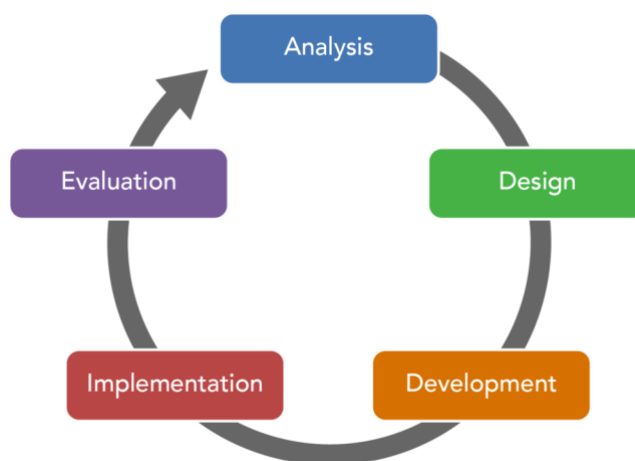 Analysis
Design
Development
Implementation
Evaluation